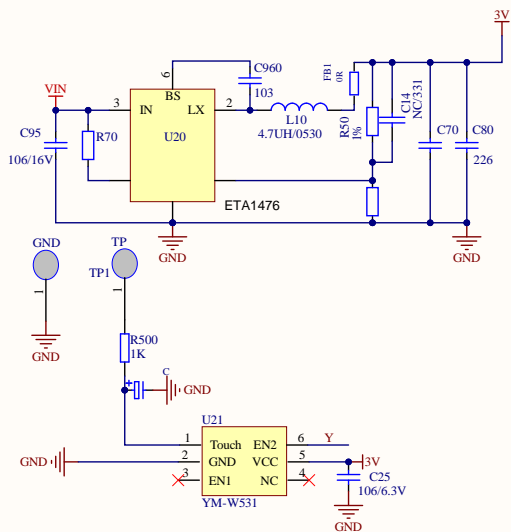 3V
VIN
C95
106/16V
R70
3
IN
6
BS
LX
2
U20
ETA1476
C960
103
L10
4.7UH/0530
FB1
0R
R50
1%
C14
NC/331
C70
C80
226
GND
GND
GND
1
GND
TP
TP1
1
R500
1K
C
+
GND
U21
1
Touch
EN2
6
Y
GND
2
GND
VCC
5
3V
3
EN1
NC
4
YM-W531
C25
106/6.3V
GND